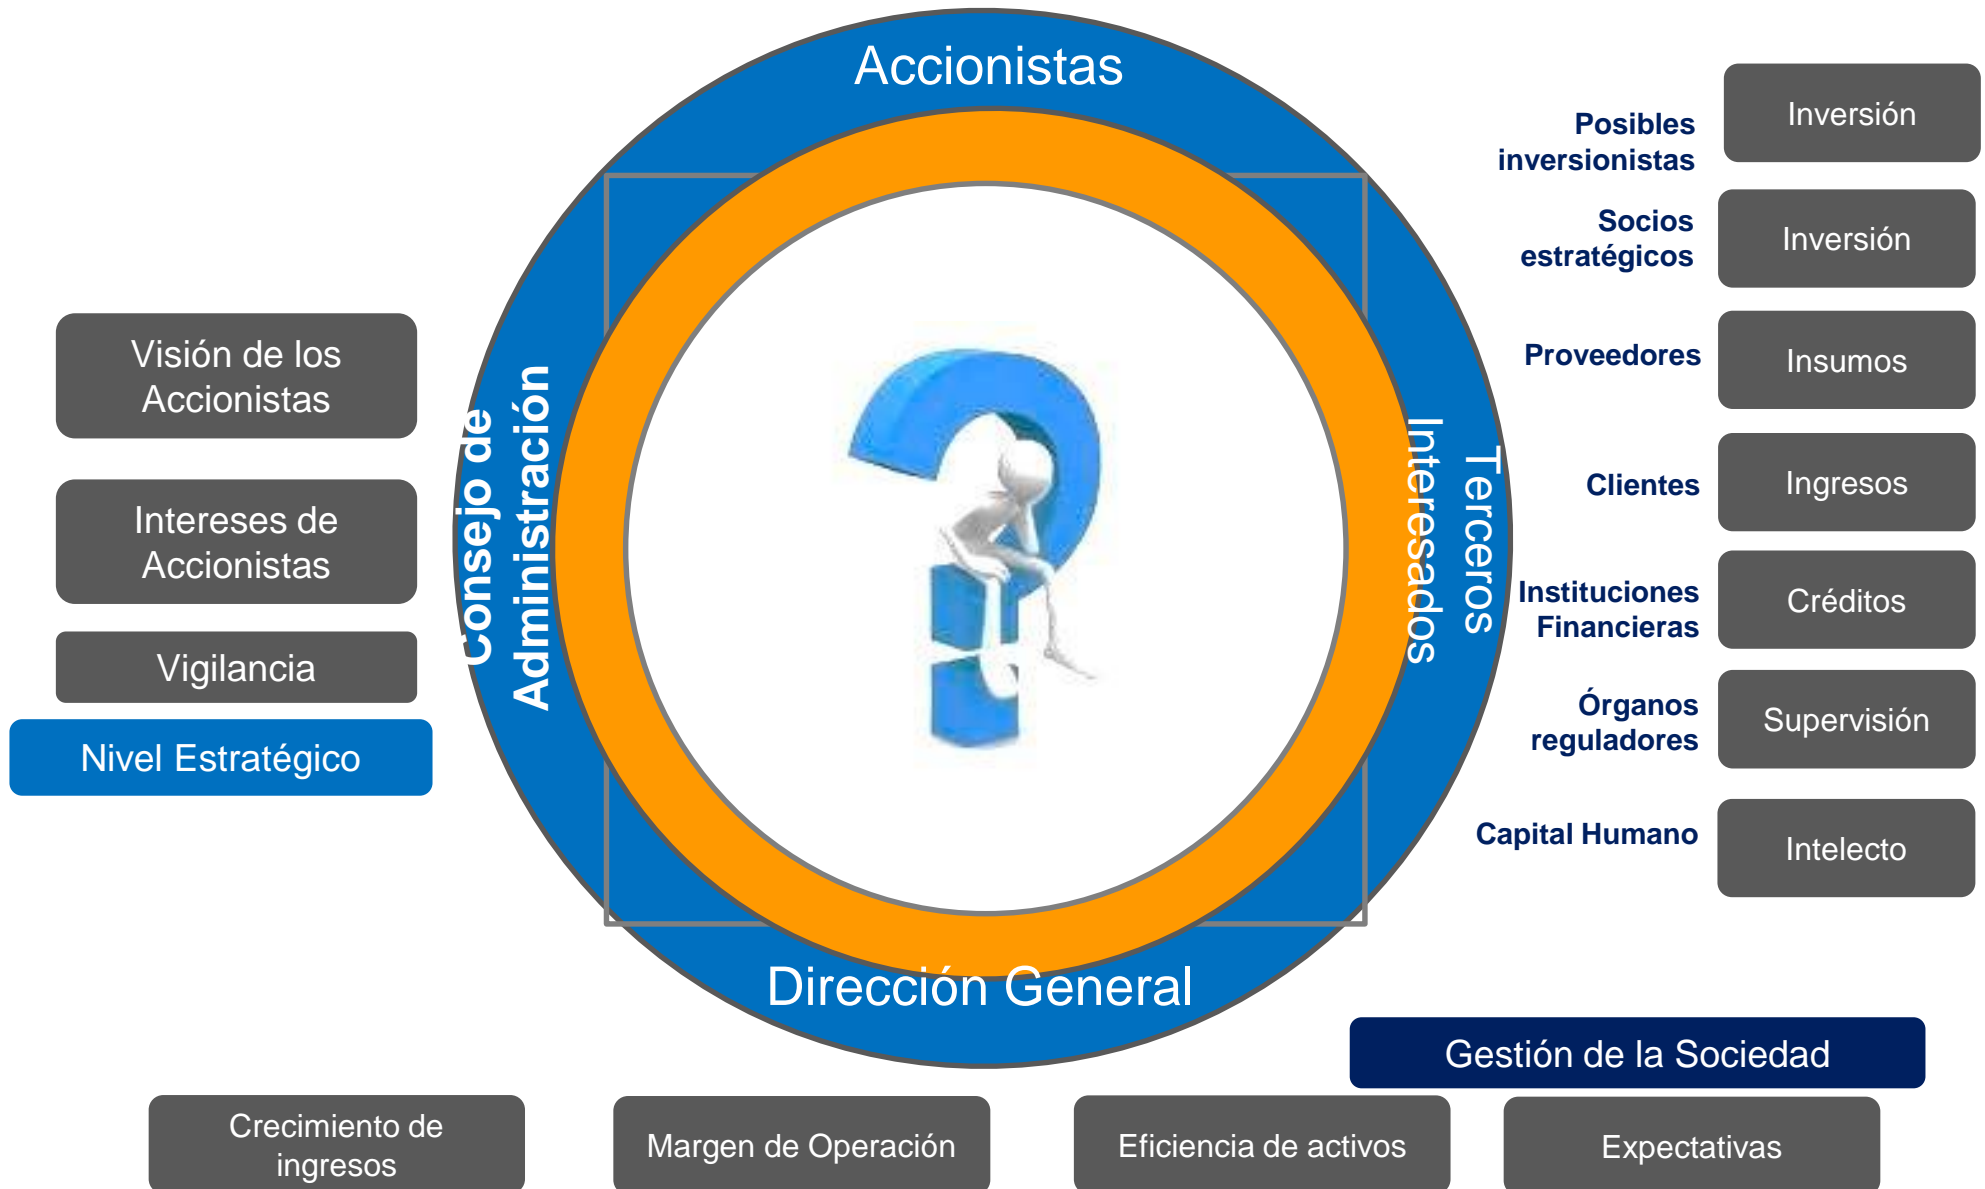 Accionistas
Visión de los
Accionistas
Intereses de
Accionistas
Vigilancia
Nivel Estratégico
Consejo de
Administración
Terceros
Interesados
Posibles
inversionistas
Inversión
Socios
estratégicos
Inversión
Proveedores
Insumos
Clientes
Ingresos
Instituciones
Financieras
Créditos
Órganos
reguladores
Supervisión
Capital Humano
Intelecto
Dirección General
Gestión de la Sociedad
Crecimiento de
ingresos
Margen de Operación
Eficiencia de activos
Expectativas